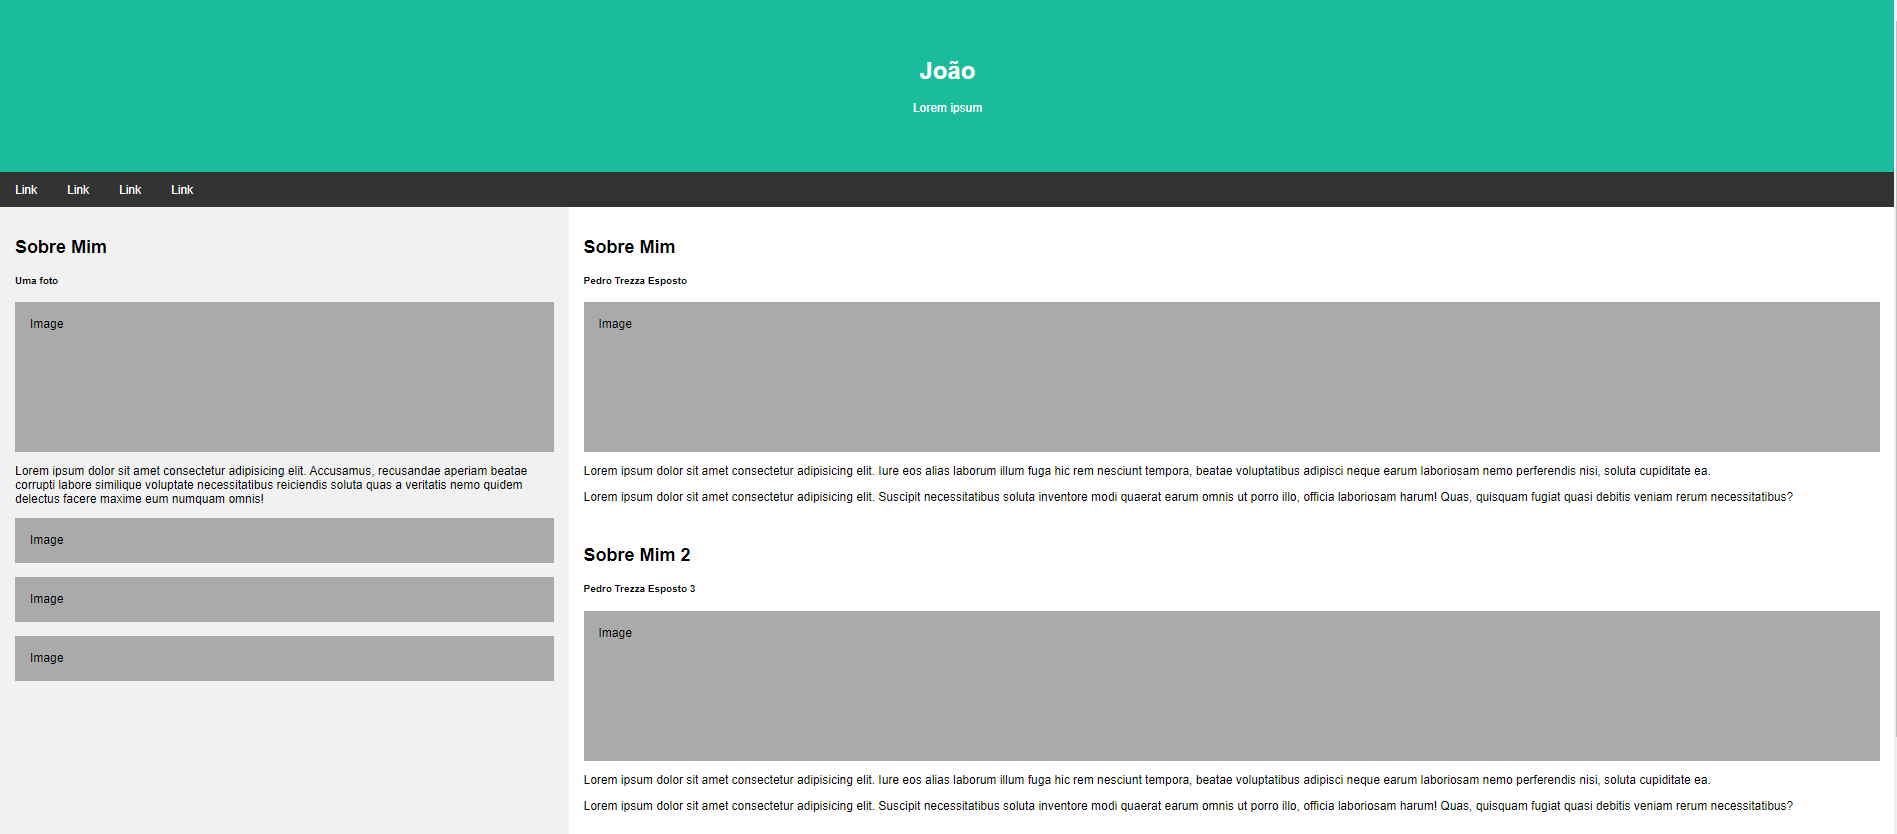 João
Lorem ipsum
Link Link Link Link
Sobre Mim
Uma foto
Image
Lorem ipsum dolor sit amet consectetur adipisicing elit. Accusamus, recusandae aperiam beatae
corrupti labore similique voluptate necessitatibus reiciendis soluta quas a veritatis nemo quidem
delectus facere maxime eum numquam omnis!
Image
Image
Image
Sobre Mim
Pedro Trezza Esposto
Image
Lorem ipsum dolor sit amet consectetur adipisicing elit. Iure eos alias laborum illum fuga hic rem nesciunt tempora, beatae voluptatibus adipisci neque earum laboriosam nemo perferendis nisi, soluta cupiditate ea.
Lorem ipsum dolor sit amet consectetur adipisicing elit. Suscipit necessitatibus soluta inventore modi quaerat earum omnis ut porro illo, officia laboriosam harum! Quas, quisquam fugiat quasi debitis veniam rerum necessitatibus?
Sobre Mim 2
Pedro Trezza Esposto 3
Image
Lorem ipsum dolor sit amet consectetur adipisicing elit. Iure eos alias laborum illum fuga hic rem nesciunt tempora, beatae voluptatibus adipisci neque earum laboriosam nemo perferendis nisi, soluta cupiditate ea.
Lorem ipsum dolor sit amet consectetur adipisicing elit. Suscipit necessitatibus soluta inventore modi quaerat earum omnis ut porro illo, officia laboriosam harum! Quas, quisquam fugiat quasi debitis veniam rerum necessitatibus?